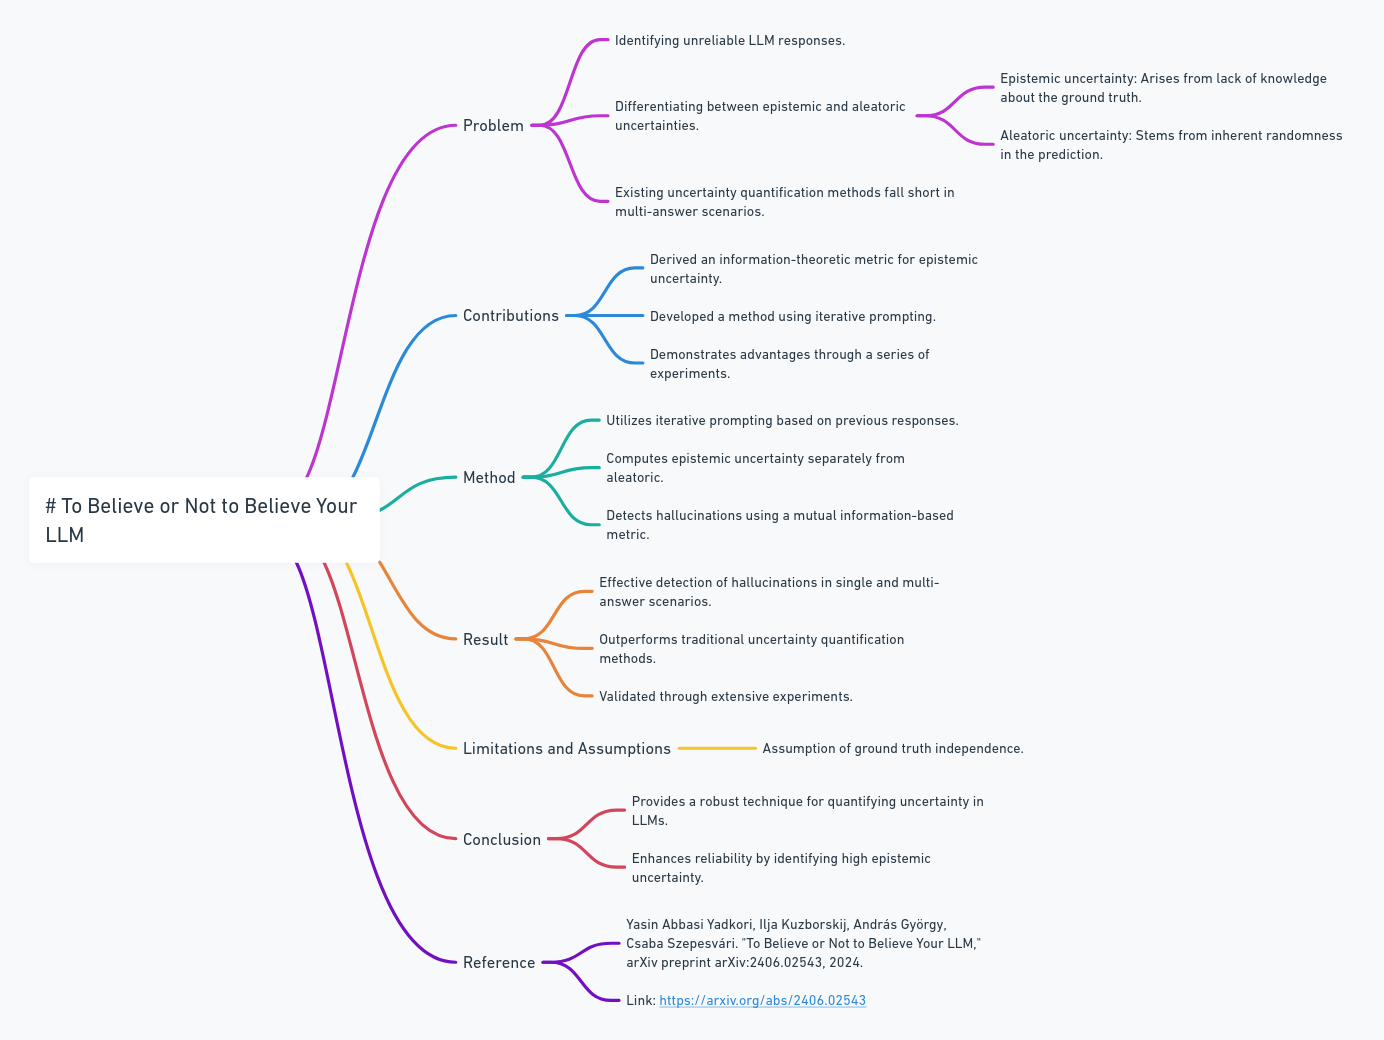 # To Believe or Not to Believe Your
LLM
Problem
Identifying unreliable LLM responses.
Differentiating between epistemic and aleatoric
uncertainties.
Epistemic uncertainty: Arises from lack of knowledge
about the ground truth.
Aleatoric uncertainty: Stems from inherent randomness
in the prediction.
Existing uncertainty quantification methods fall short in
multi-answer scenarios.
Contributions
Derived an information-theoretic metric for epistemic
uncertainty.
Developed a method using iterative prompting.
Demonstrates advantages through a series of
experiments.
Method
Utilizes iterative prompting based on previous responses.
Computes epistemic uncertainty separately from
aleatoric.
Detects hallucinations using a mutual information-based
metric.
Result
Effective detection of hallucinations in single and multi-
answer scenarios.
Outperforms traditional uncertainty quantification
methods.
Validated through extensive experiments.
Limitations and Assumptions
Assumption of ground truth independence.
Conclusion
Provides a robust technique for quantifying uncertainty in
LLMs.
Enhances reliability by identifying high epistemic
uncertainty.
Reference
Yasin Abbasi Yadkori, Ilja Kuzborskij, András György,
Csaba Szepesvári. "To Believe or Not to Believe Your LLM,"
arXiv preprint arXiv:2406.02543, 2024.
Link: https://arxiv.org/abs/2406.02543